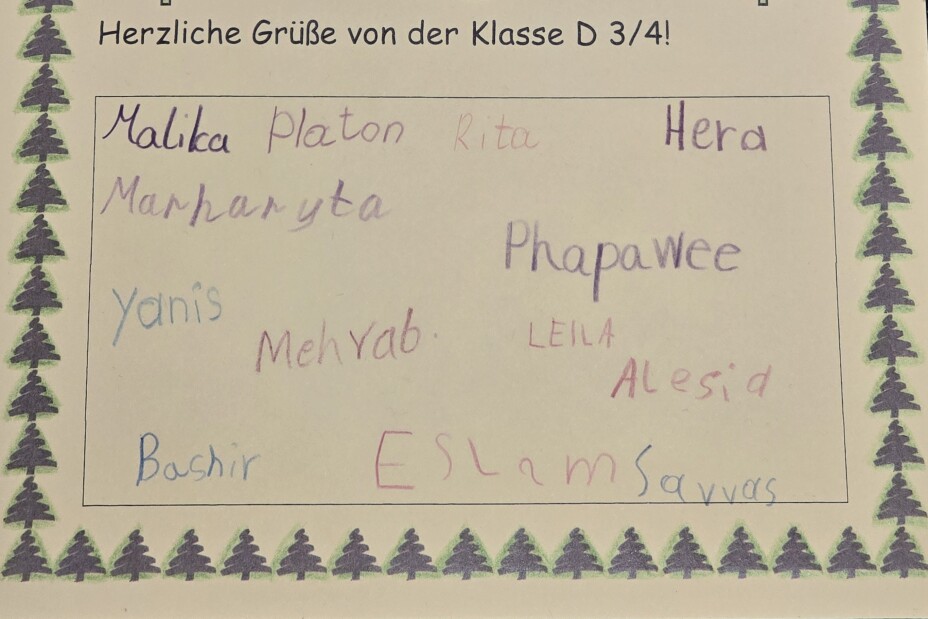 Herzliche Grüße von der Klasse D 3/4!
Malika Platon Rita Hera
Marharyta
Phapawee
Yanis
Mehrab. LEILA
Alesia
Bashir ESLam Savvas